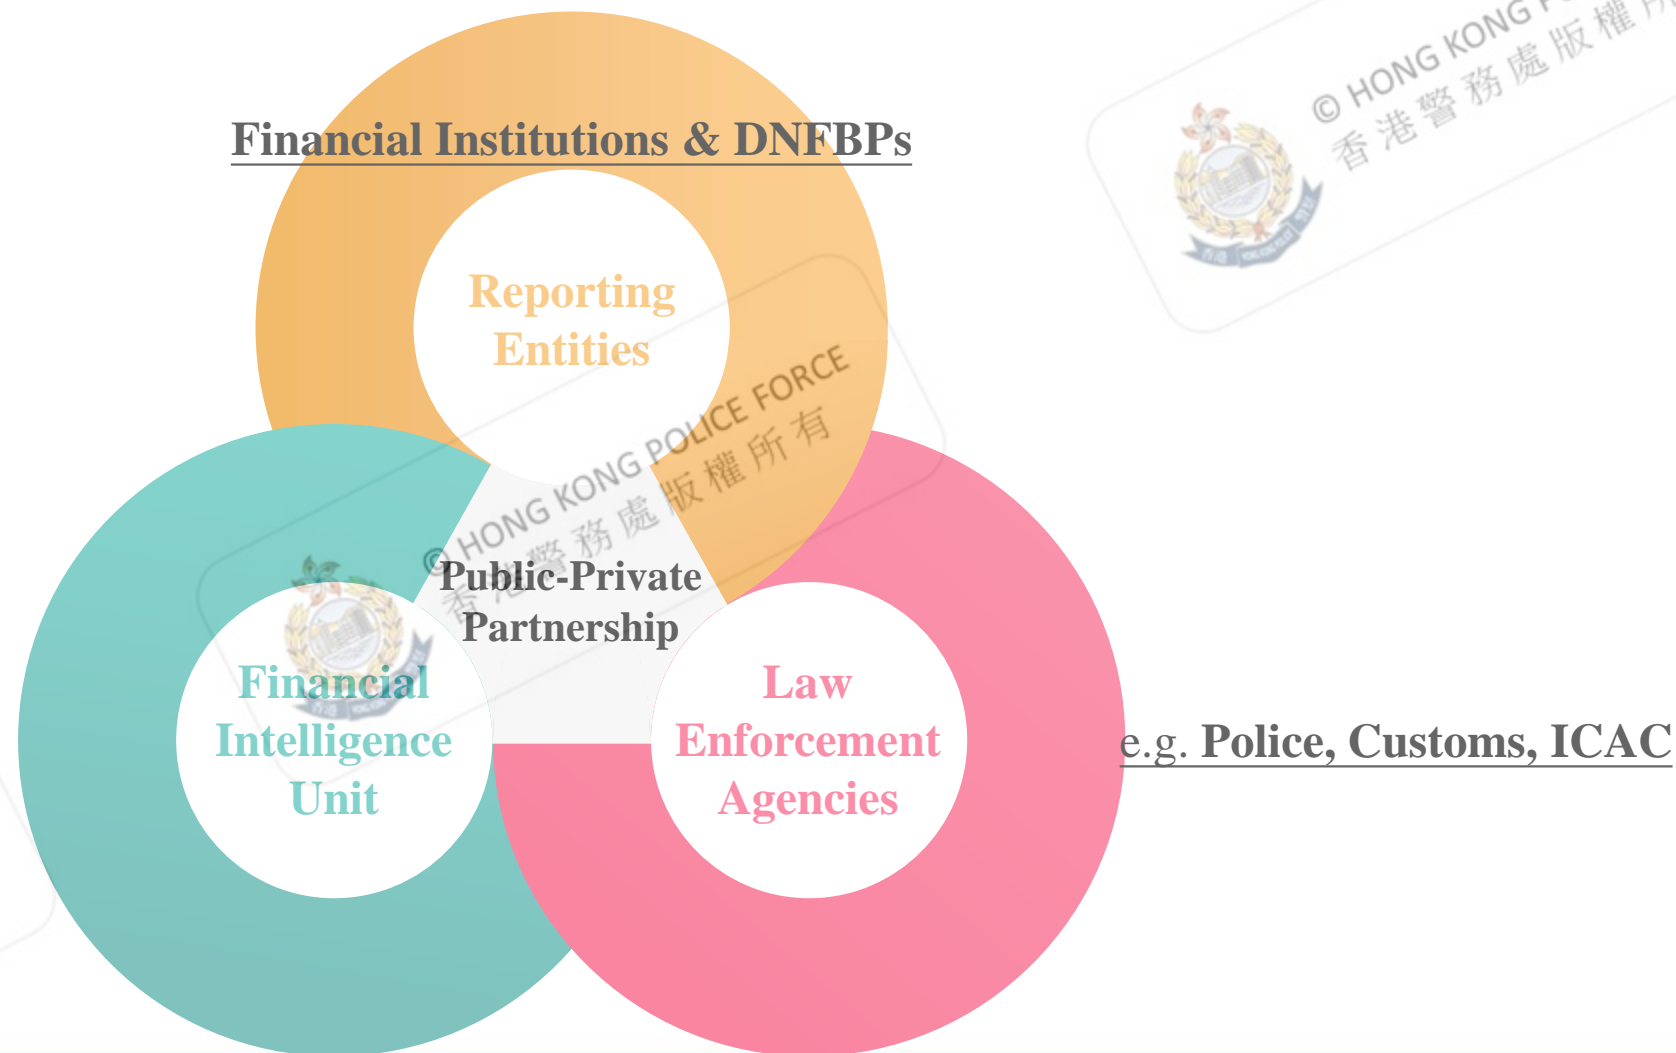 © HONG KONG
香港警務處版權所
Financial Institutions & DNFBPs
Reporting
Entities
© HONG KONG POLICE FORCE
香港警務處版權所有
Public-Private
Partnership
Financial
Intelligence
Unit
Law
Enforcement
Agencies
e.g. Police, Customs, ICAC